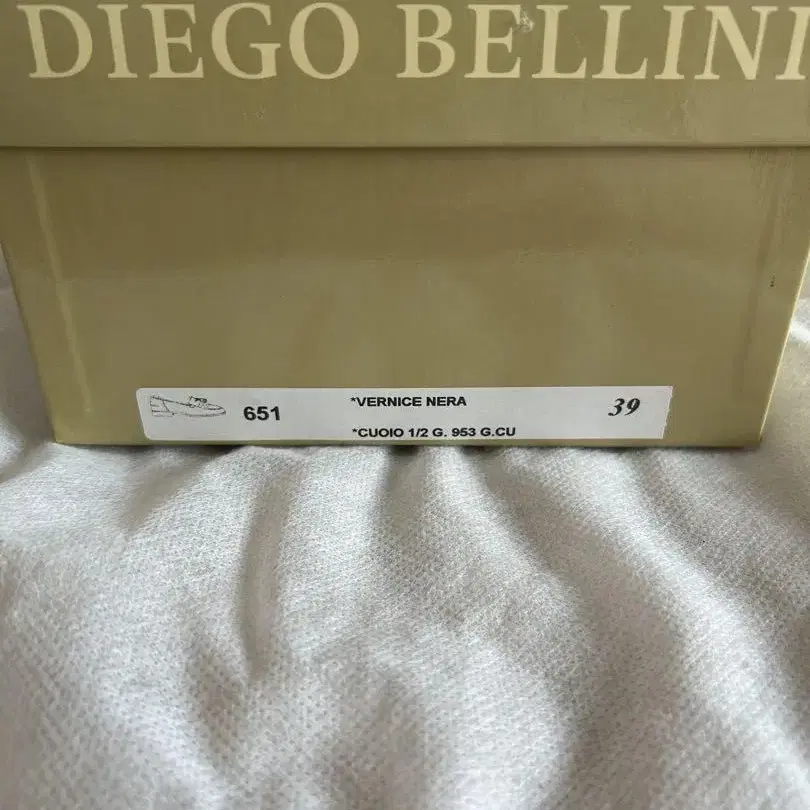 DIEGO BELLINI
651
*VERNICE NERA
39
*CUOIO 1/2 G. 953 G.CU